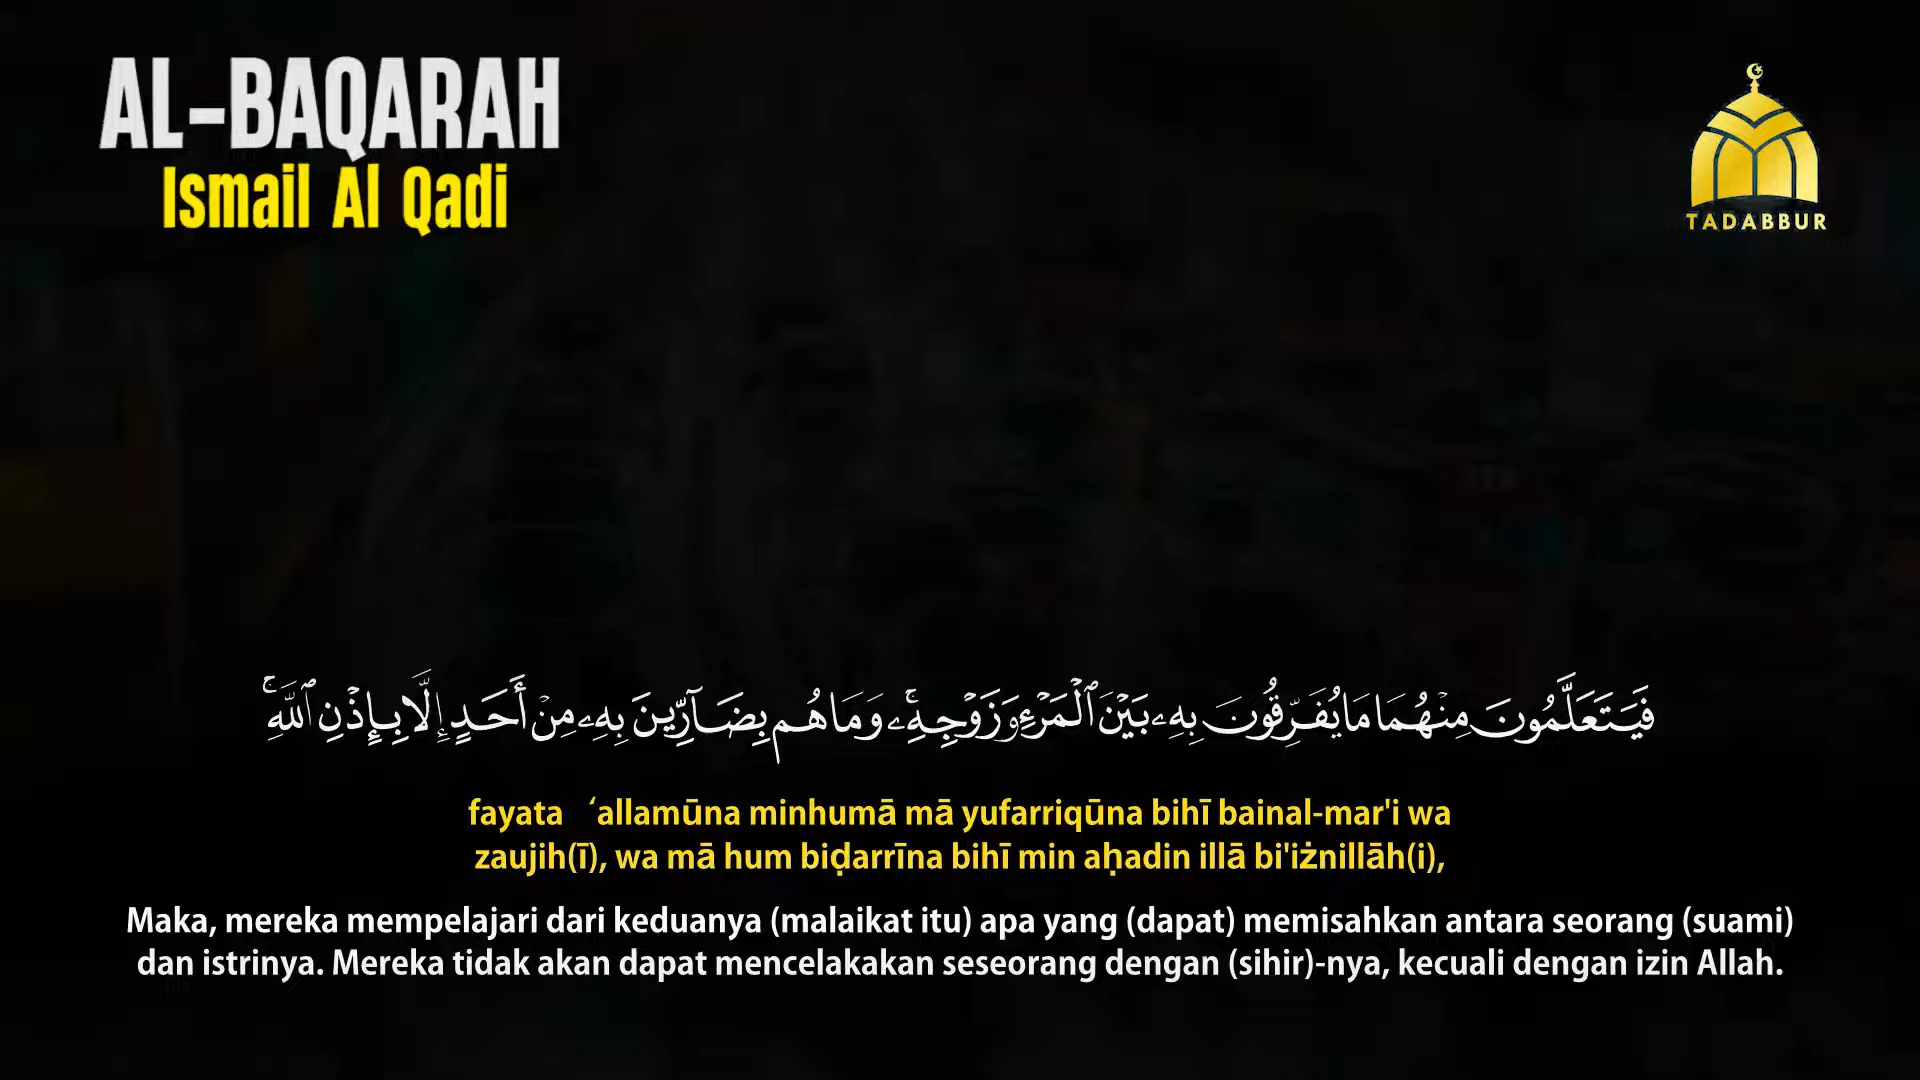 AL-BAQARAH
Ismail Al Qadi
TADABBUR
فَيَتَعَلَّمُونَ مِنْهُمَا مَا يُفَرِّقُونَ بِهِۦ بَيْنَ ٱلْمَرْءِ وَزَوْجِهِۦۚ وَمَا هُم بِضَآرِّينَ بِهِۦ مِنْ أَحَدٍ إِلَّا بِإِذْنِ ٱللَّهِۚ
fayata ‘allamūna minhumā mā yufarriqūna bihī bainal-mar'i wa
zaujih(ī), wa mā hum biḍarrīna bihī min aḥadin illā bi'iżnillāh(i),
Maka, mereka mempelajari dari keduanya (malaikat itu) apa yang (dapat) memisahkan antara seorang (suami)
dan istrinya. Mereka tidak akan dapat mencelakakan seseorang dengan (sihir)-nya, kecuali dengan izin Allah.